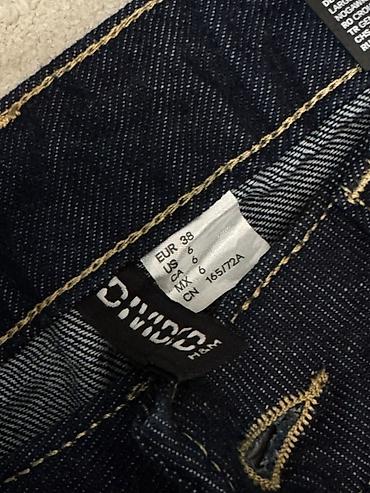 EUR 38
US 6
CA 6
MX 6
CN 165/72A
DIVIDED
H&M